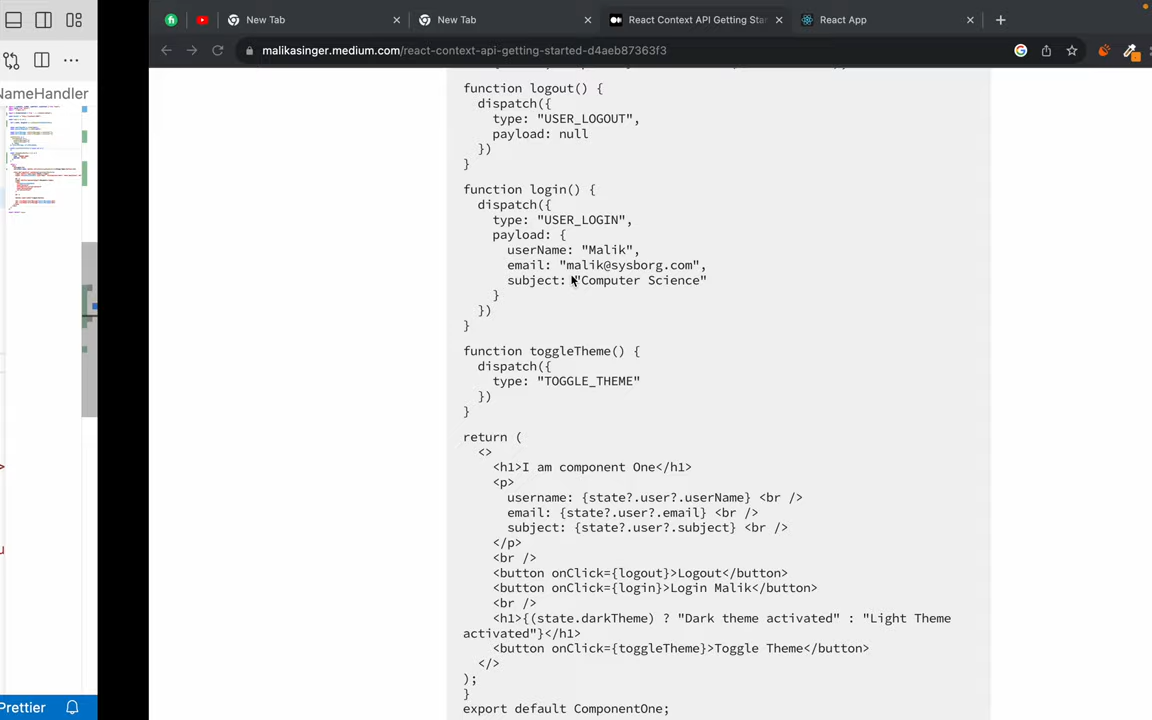 New Tab
New Tab
React Context API Getting Star
React App
malikasinger.medium.com/react-context-api-getting-started-d4aeb87363f3
NameHandler
function logout() {
dispatch({
type: "USER_LOGOUT",
payload: null
})
}
function login() {
dispatch({
type: "USER_LOGIN",
payload: {
userName: "Malik",
email: "malik@sysborg.com",
subject: "Computer Science"
}
})
}
function toggleTheme() {
dispatch({
type: "TOGGLE_THEME"
})
}
return (
<>
<h1>I am component One</h1>
<p>
username: {state?.user?.userName} <br />
email: {state?.user?.email} <br />
subject: {state?.user?.subject} <br />
</p>
<br />
<button onClick={logout}>Logout</button>
<button onClick={login}>Login Malik</button>
<br />
<h1>{(state.darkTheme) ? "Dark theme activated" : "Light Theme
activated"}</h1>
<button onClick={toggleTheme}>Toggle Theme</button>
</>
);
}
export default ComponentOne;
Prettier